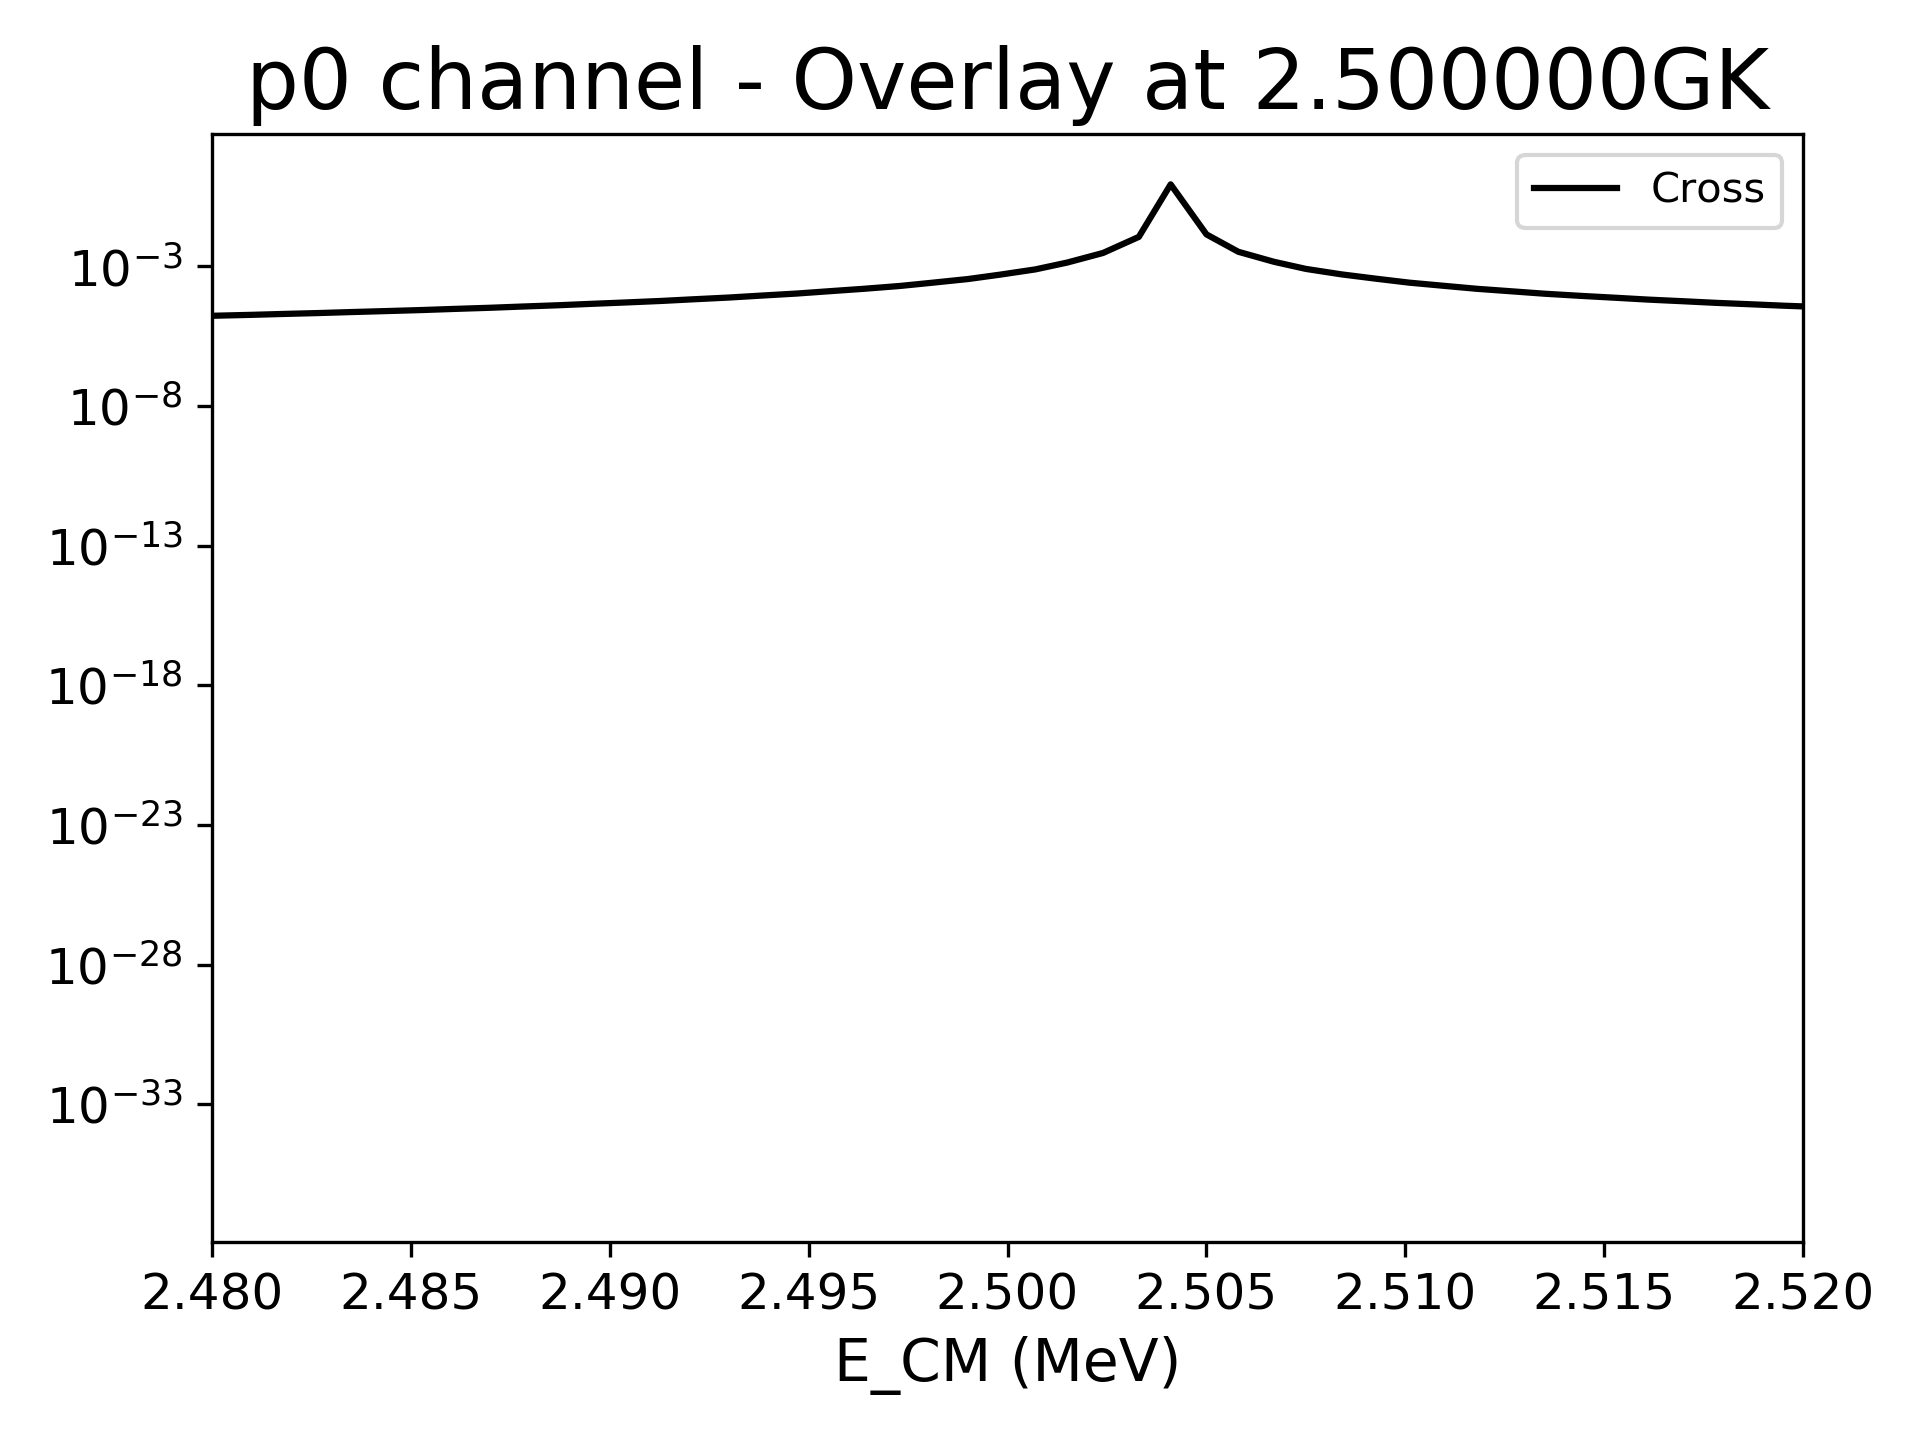 p0 channel - Overlay at 2.500000GK
Cross
10⁻³
10⁻⁸
10⁻¹³
10⁻¹⁸
10⁻²³
10⁻²⁸
10⁻³³
2.480 2.485 2.490 2.495 2.500 2.505 2.510 2.515 2.520
E_CM (MeV)